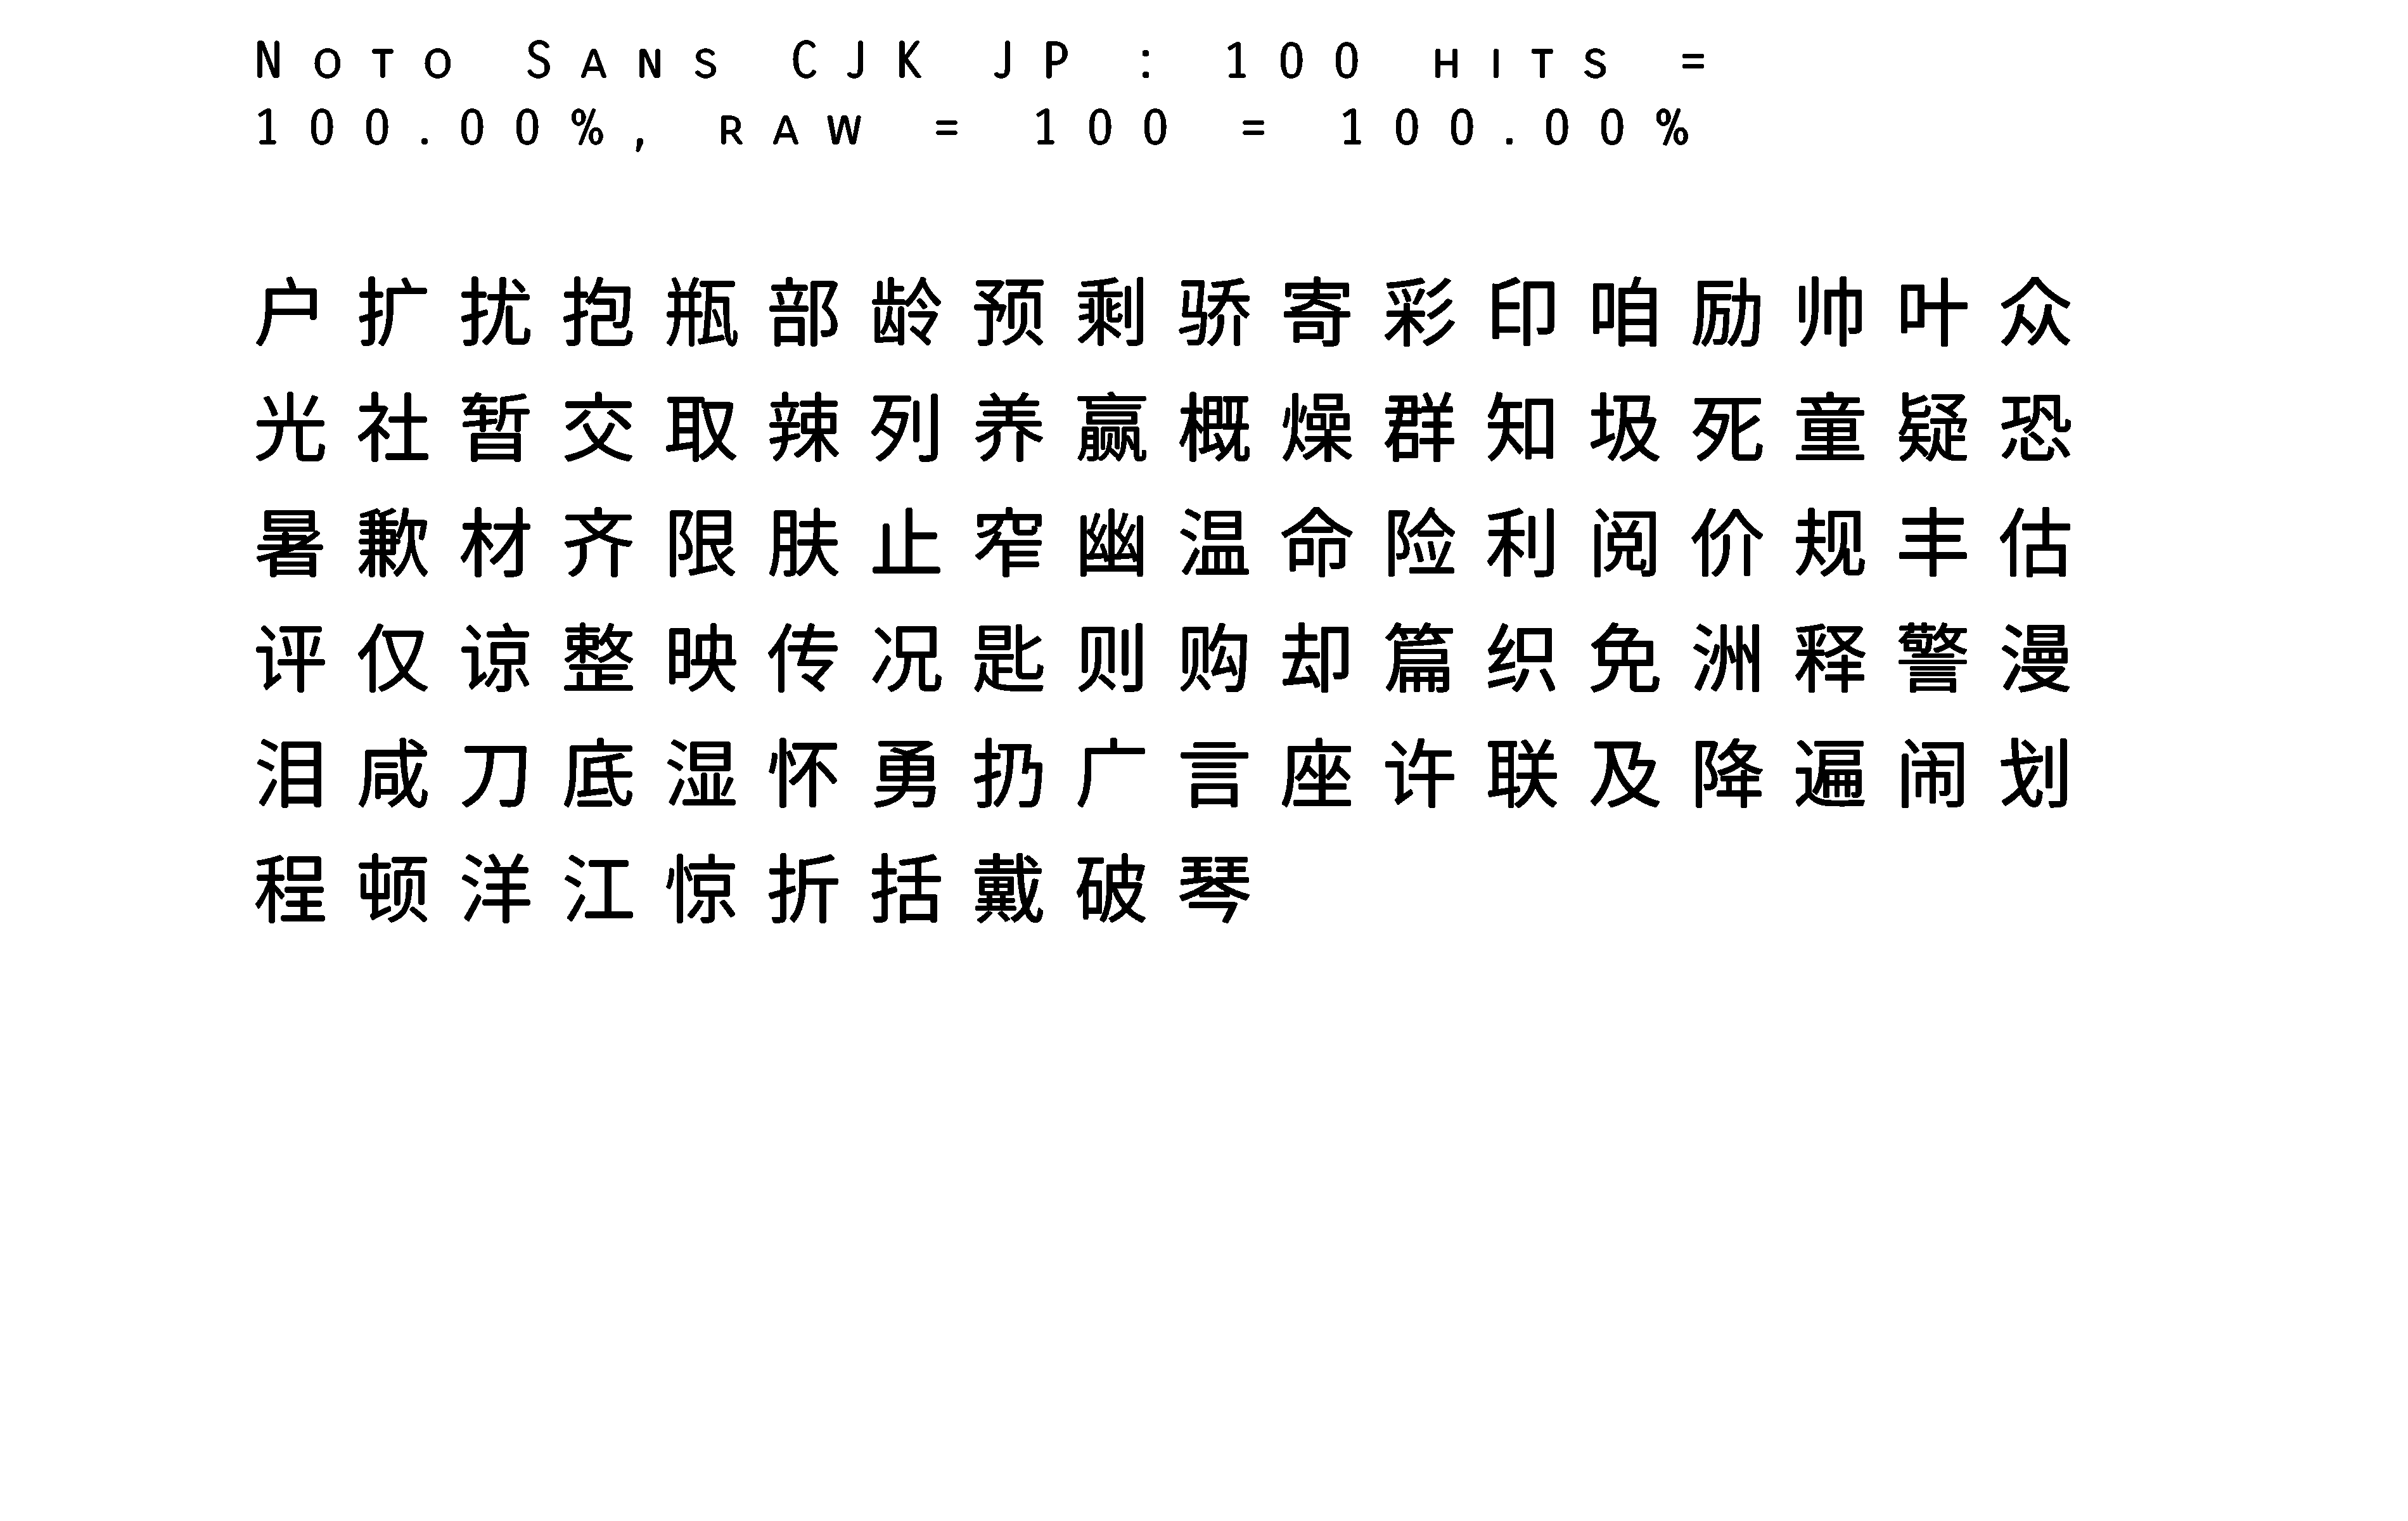 Noto Sans CJK JP : 100 hits =
100.00%, raw = 100 = 100.00%
户扩扰抱瓶部龄预剩骄寄彩印咱励帅叶众
光社暂交取辣列养赢概燥群知圾死童疑恐
暑歉材齐限肤止窄幽温命险利阅价规丰估
评仅谅整映传况匙则购却篇织免洲释警漫
泪咸刀底湿怀勇扔广言座许联及降遍闹划
程顿洋江惊折括戴破琴